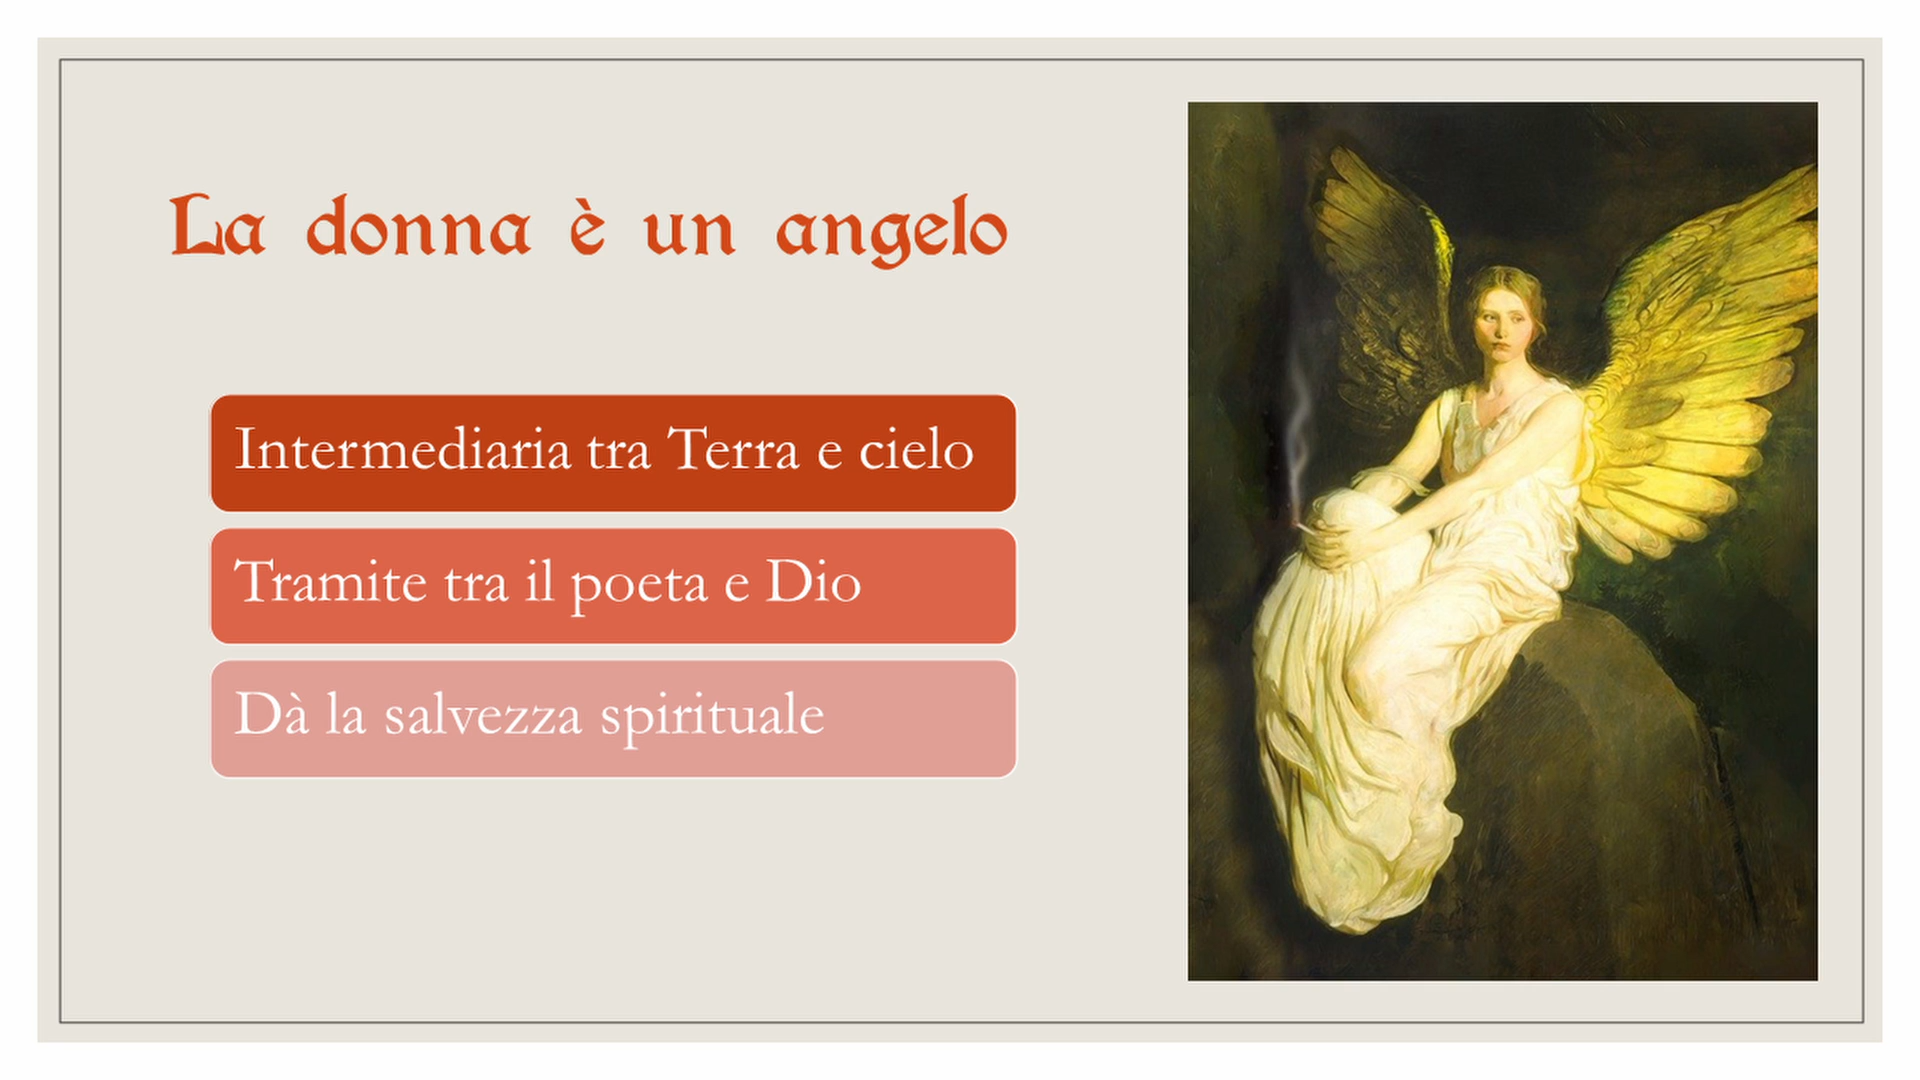 La donna è un angelo
Intermediaria tra Terra e cielo
Tramite tra il poeta e Dio
Dà la salvezza spirituale